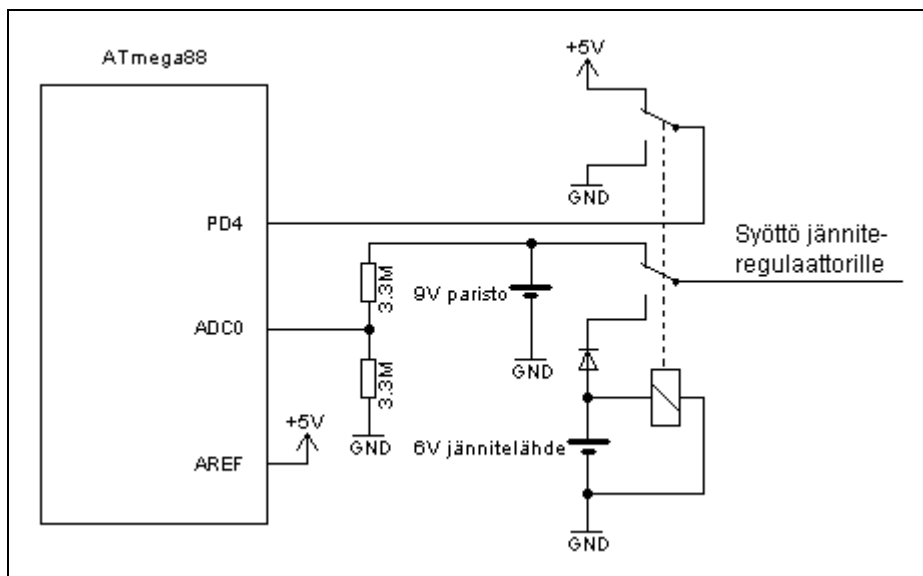 ATmega88
+5V
GND
PD4
Syöttö jännite-
regulaattorille
3.3M
9V paristo
ADC0
3.3M
GND
+5V
GND
AREF
6V jännitelähde
GND